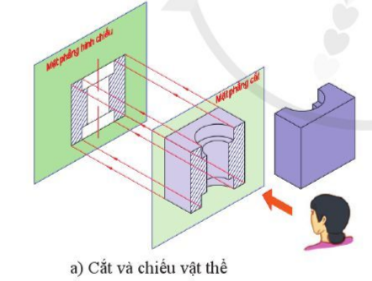 Mặt phẳng hình chiếu
Mặt phẳng cắt
a) Cắt và chiếu vật thể